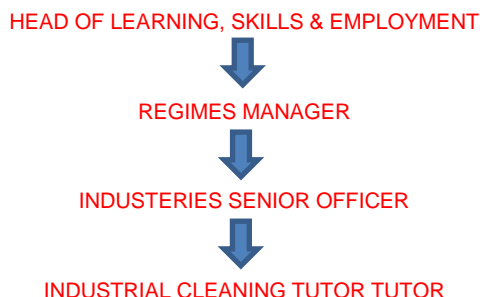 HEAD OF LEARNING, SKILLS & EMPLOYMENT
REGIMES MANAGER
INDUSTERIES SENIOR OFFICER
INDUSTRIAL CLEANING TUTOR TUTOR